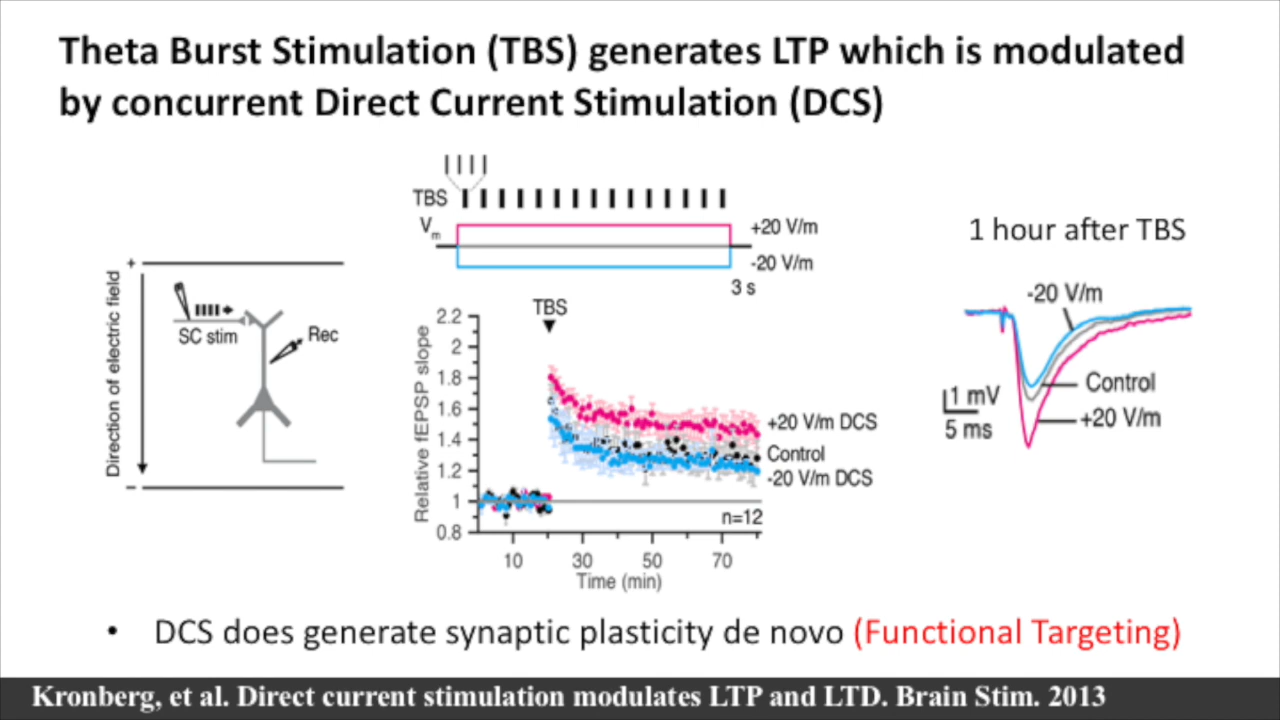 Theta Burst Stimulation (TBS) generates LTP which is modulated
by concurrent Direct Current Stimulation (DCS)
TBS
Vm
+20 V/m
-20 V/m
3 s
1 hour after TBS
+
Direction of electric field
SC stim
Rec
−
TBS
Relative fEPSP slope
2.2
2
1.8
1.6
1.4
1.2
1
0.8
+20 V/m DCS
Control
-20 V/m DCS
n=12
10 30 50 70
Time (min)
-20 V/m
Control
+20 V/m
1 mV
5 ms
• DCS does generate synaptic plasticity de novo (Functional Targeting)
Kronberg, et al. Direct current stimulation modulates LTP and LTD. Brain Stim. 2013